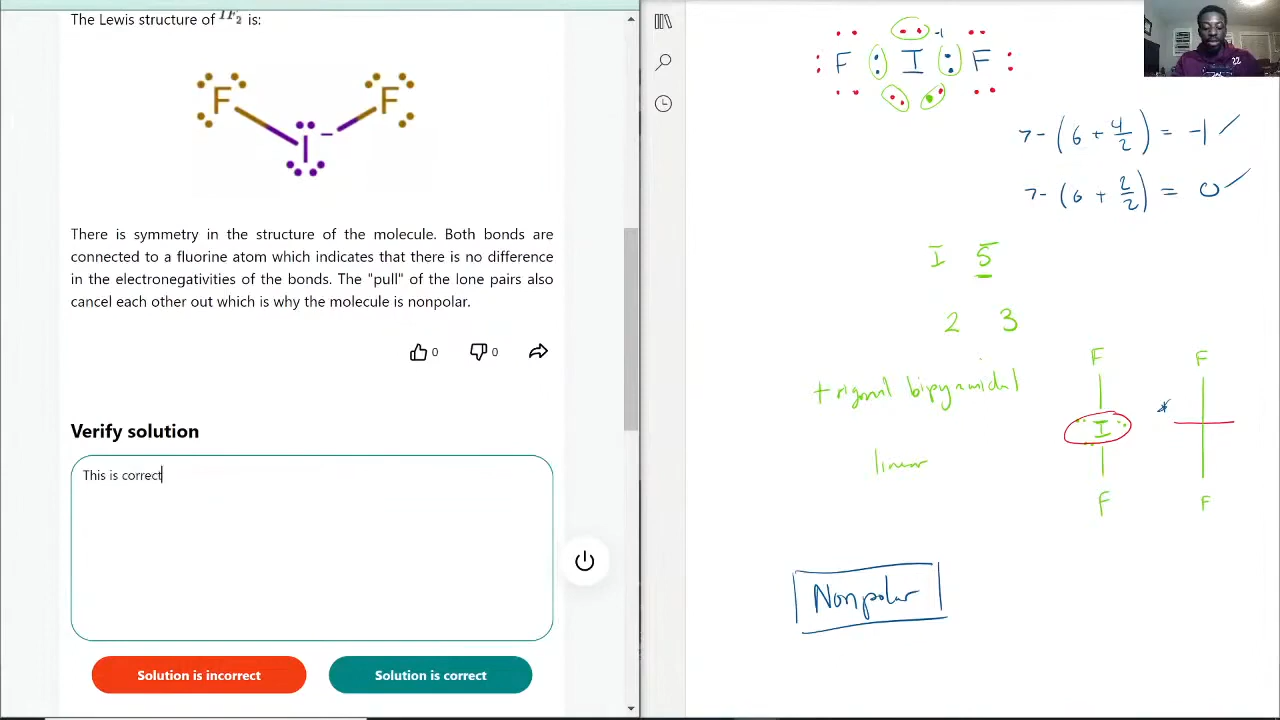 The Lewis structure of IF₂⁻ is:
F F
I −
There is symmetry in the structure of the molecule. Both bonds are
connected to a fluorine atom which indicates that there is no difference
in the electronegativities of the bonds. The "pull" of the lone pairs also
cancel each other out which is why the molecule is nonpolar.
0 0
Verify solution
This is correct
Solution is incorrect Solution is correct
F I F -1
7-(6+4/2) = -1 ✓
7-(6+2/2) = 0 ✓
I 5
2 3
trigonal bipyramidal
linear
F F
I *
F F
Nonpolar
22